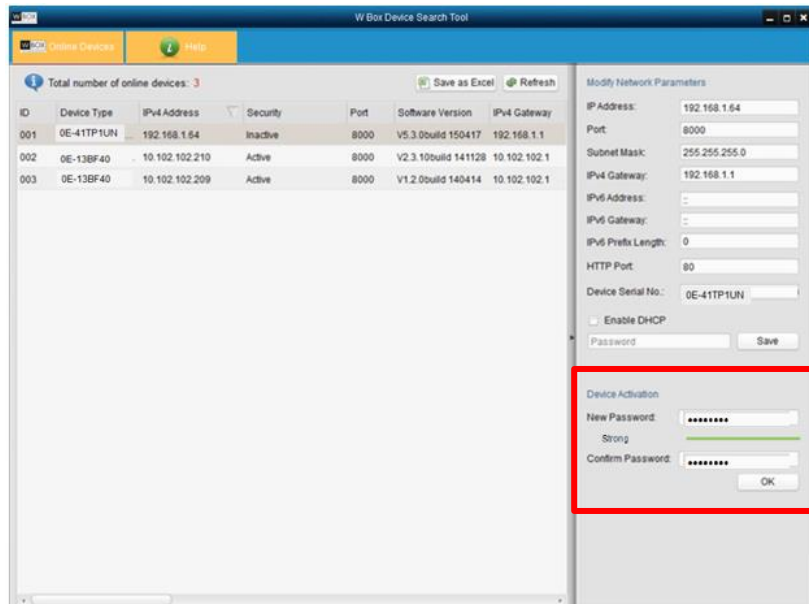 W BOX W Box Device Search Tool
W BOX Online Devices Help
Total number of online devices: 3 Save as Excel Refresh
ID Device Type IPv4 Address Security Port Software Version IPv4 Gateway
001 0E-41TP1UN 192.168.1.64 Inactive 8000 V5.3.0build 150417 192.168.1.1
002 0E-13BF40 10.102.102.210 Active 8000 V2.3.10build 141128 10.102.102.1
003 0E-13BF40 10.102.102.209 Active 8000 V1.2.0build 140414 10.102.102.1
Modify Network Parameters
IP Address: 192.168.1.64
Port: 8000
Subnet Mask: 255.255.255.0
IPv4 Gateway: 192.168.1.1
IPv6 Address: ::
IPv6 Gateway: ::
IPv6 Prefix Length: 0
HTTP Port: 80
Device Serial No.: 0E-41TP1UN
Enable DHCP
Password Save
Device Activation
New Password: ••••••••
Strong
Confirm Password: ••••••••
OK